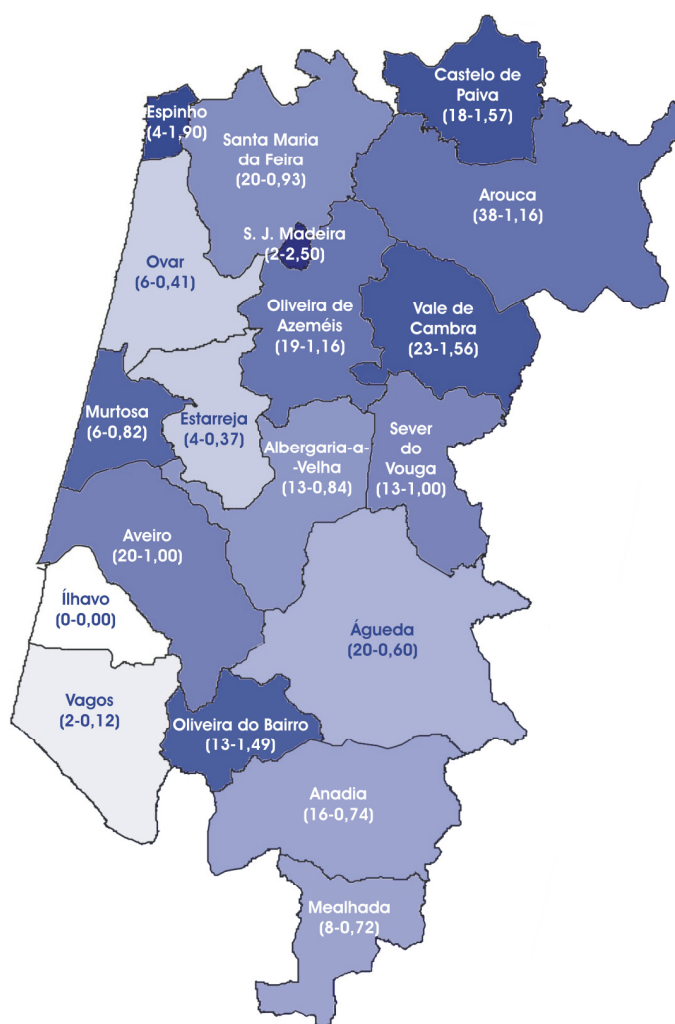 Castelo de
Paiva
(18-1,57)
Espinho
(4-1,90)
Santa Maria
da Feira
(20-0,93)
Arouca
(38-1,16)
S. J. Madeira
(2-2,50)
Ovar
(6-0,41)
Oliveira de
Azeméis
(19-1,16)
Vale de
Cambra
(23-1,56)
Murtosa
(6-0,82)
Estarreja
(4-0,37)
Albergaria-a-
-Velha
(13-0,84)
Sever
do
Vouga
(13-1,00)
Aveiro
(20-1,00)
Ílhavo
(0-0,00)
Águeda
(20-0,60)
Vagos
(2-0,12)
Oliveira do Bairro
(13-1,49)
Anadia
(16-0,74)
Mealhada
(8-0,72)